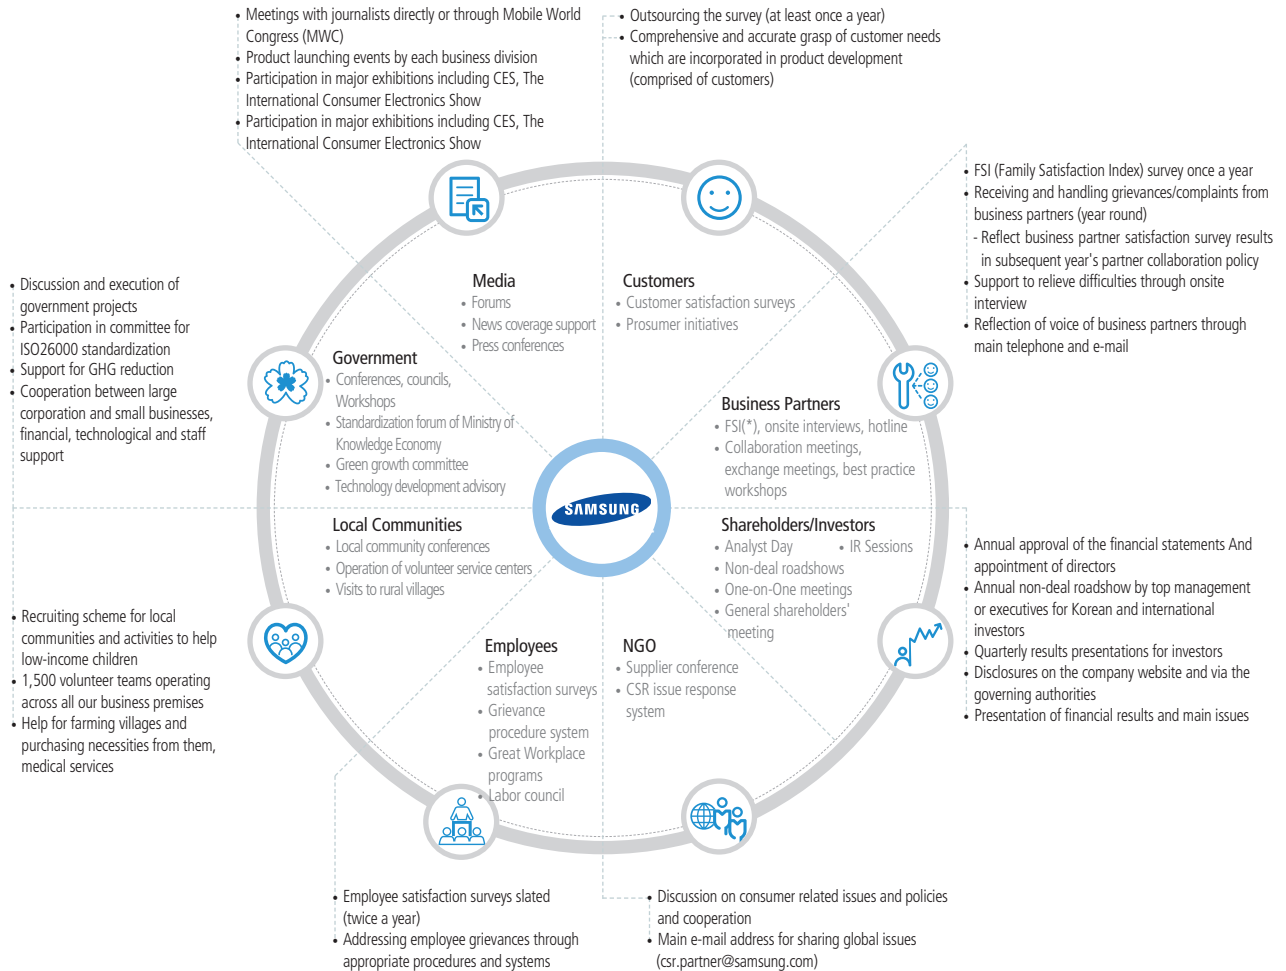 • Meetings with journalists directly or through Mobile World
Congress (MWC)
• Product launching events by each business division
• Participation in major exhibitions including CES, The
International Consumer Electronics Show
• Participation in major exhibitions including CES, The
International Consumer Electronics Show
• Outsourcing the survey (at least once a year)
• Comprehensive and accurate grasp of customer needs
which are incorporated in product development
(comprised of customers)
• FSI (Family Satisfaction Index) survey once a year
• Receiving and handling grievances/complaints from
business partners (year round)
- Reflect business partner satisfaction survey results
in subsequent year's partner collaboration policy
• Support to relieve difficulties through onsite
interview
• Reflection of voice of business partners through
main telephone and e-mail
• Discussion and execution of
government projects
• Participation in committee for
ISO26000 standardization
• Support for GHG reduction
• Cooperation between large
corporation and small businesses,
financial, technological and staff
support
Media
• Forums
• News coverage support
• Press conferences
Customers
• Customer satisfaction surveys
• Prosumer initiatives
Government
• Conferences, councils,
Workshops
• Standardization forum of Ministry of
Knowledge Economy
• Green growth committee
• Technology development advisory
Business Partners
• FSI(*), onsite interviews, hotline
• Collaboration meetings,
exchange meetings, best practice
workshops
SAMSUNG
Local Communities
• Local community conferences
• Operation of volunteer service centers
• Visits to rural villages
Shareholders/Investors
• Analyst Day • IR Sessions
• Non-deal roadshows
• One-on-One meetings
• General shareholders'
meeting
Employees
• Employee
satisfaction surveys
• Grievance
procedure system
• Great Workplace
programs
• Labor council
NGO
• Supplier conference
• CSR issue response
system
• Recruiting scheme for local
communities and activities to help
low-income children
• 1,500 volunteer teams operating
across all our business premises
• Help for farming villages and
purchasing necessities from them,
medical services
• Annual approval of the financial statements And
appointment of directors
• Annual non-deal roadshow by top management
or executives for Korean and international
investors
• Quarterly results presentations for investors
• Disclosures on the company website and via the
governing authorities
• Presentation of financial results and main issues
• Employee satisfaction surveys slated
(twice a year)
• Addressing employee grievances through
appropriate procedures and systems
• Discussion on consumer related issues and policies
and cooperation
• Main e-mail address for sharing global issues
(csr.partner@samsung.com)